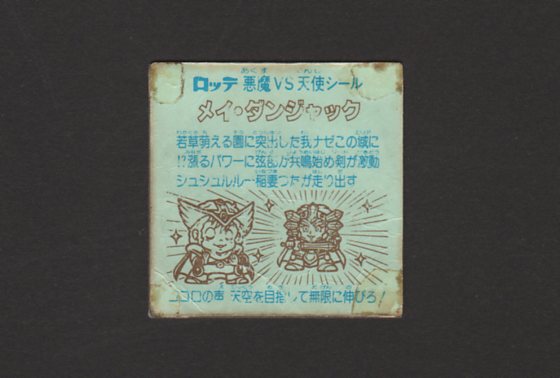 ロッテ 悪魔VS天使シール
メイ・ダンジャック
若草萌える園に突出した我ナゼこの城に
!?漲るパワーに弦部が共鳴始め剣が激動
シュシュルルー稲妻つたが走り出す
ココロの声 天空を目指して無限に伸びろ!